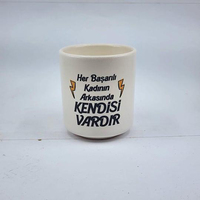 Her Başarılı
Kadının
Arkasında
KENDİSİ
VARDIR